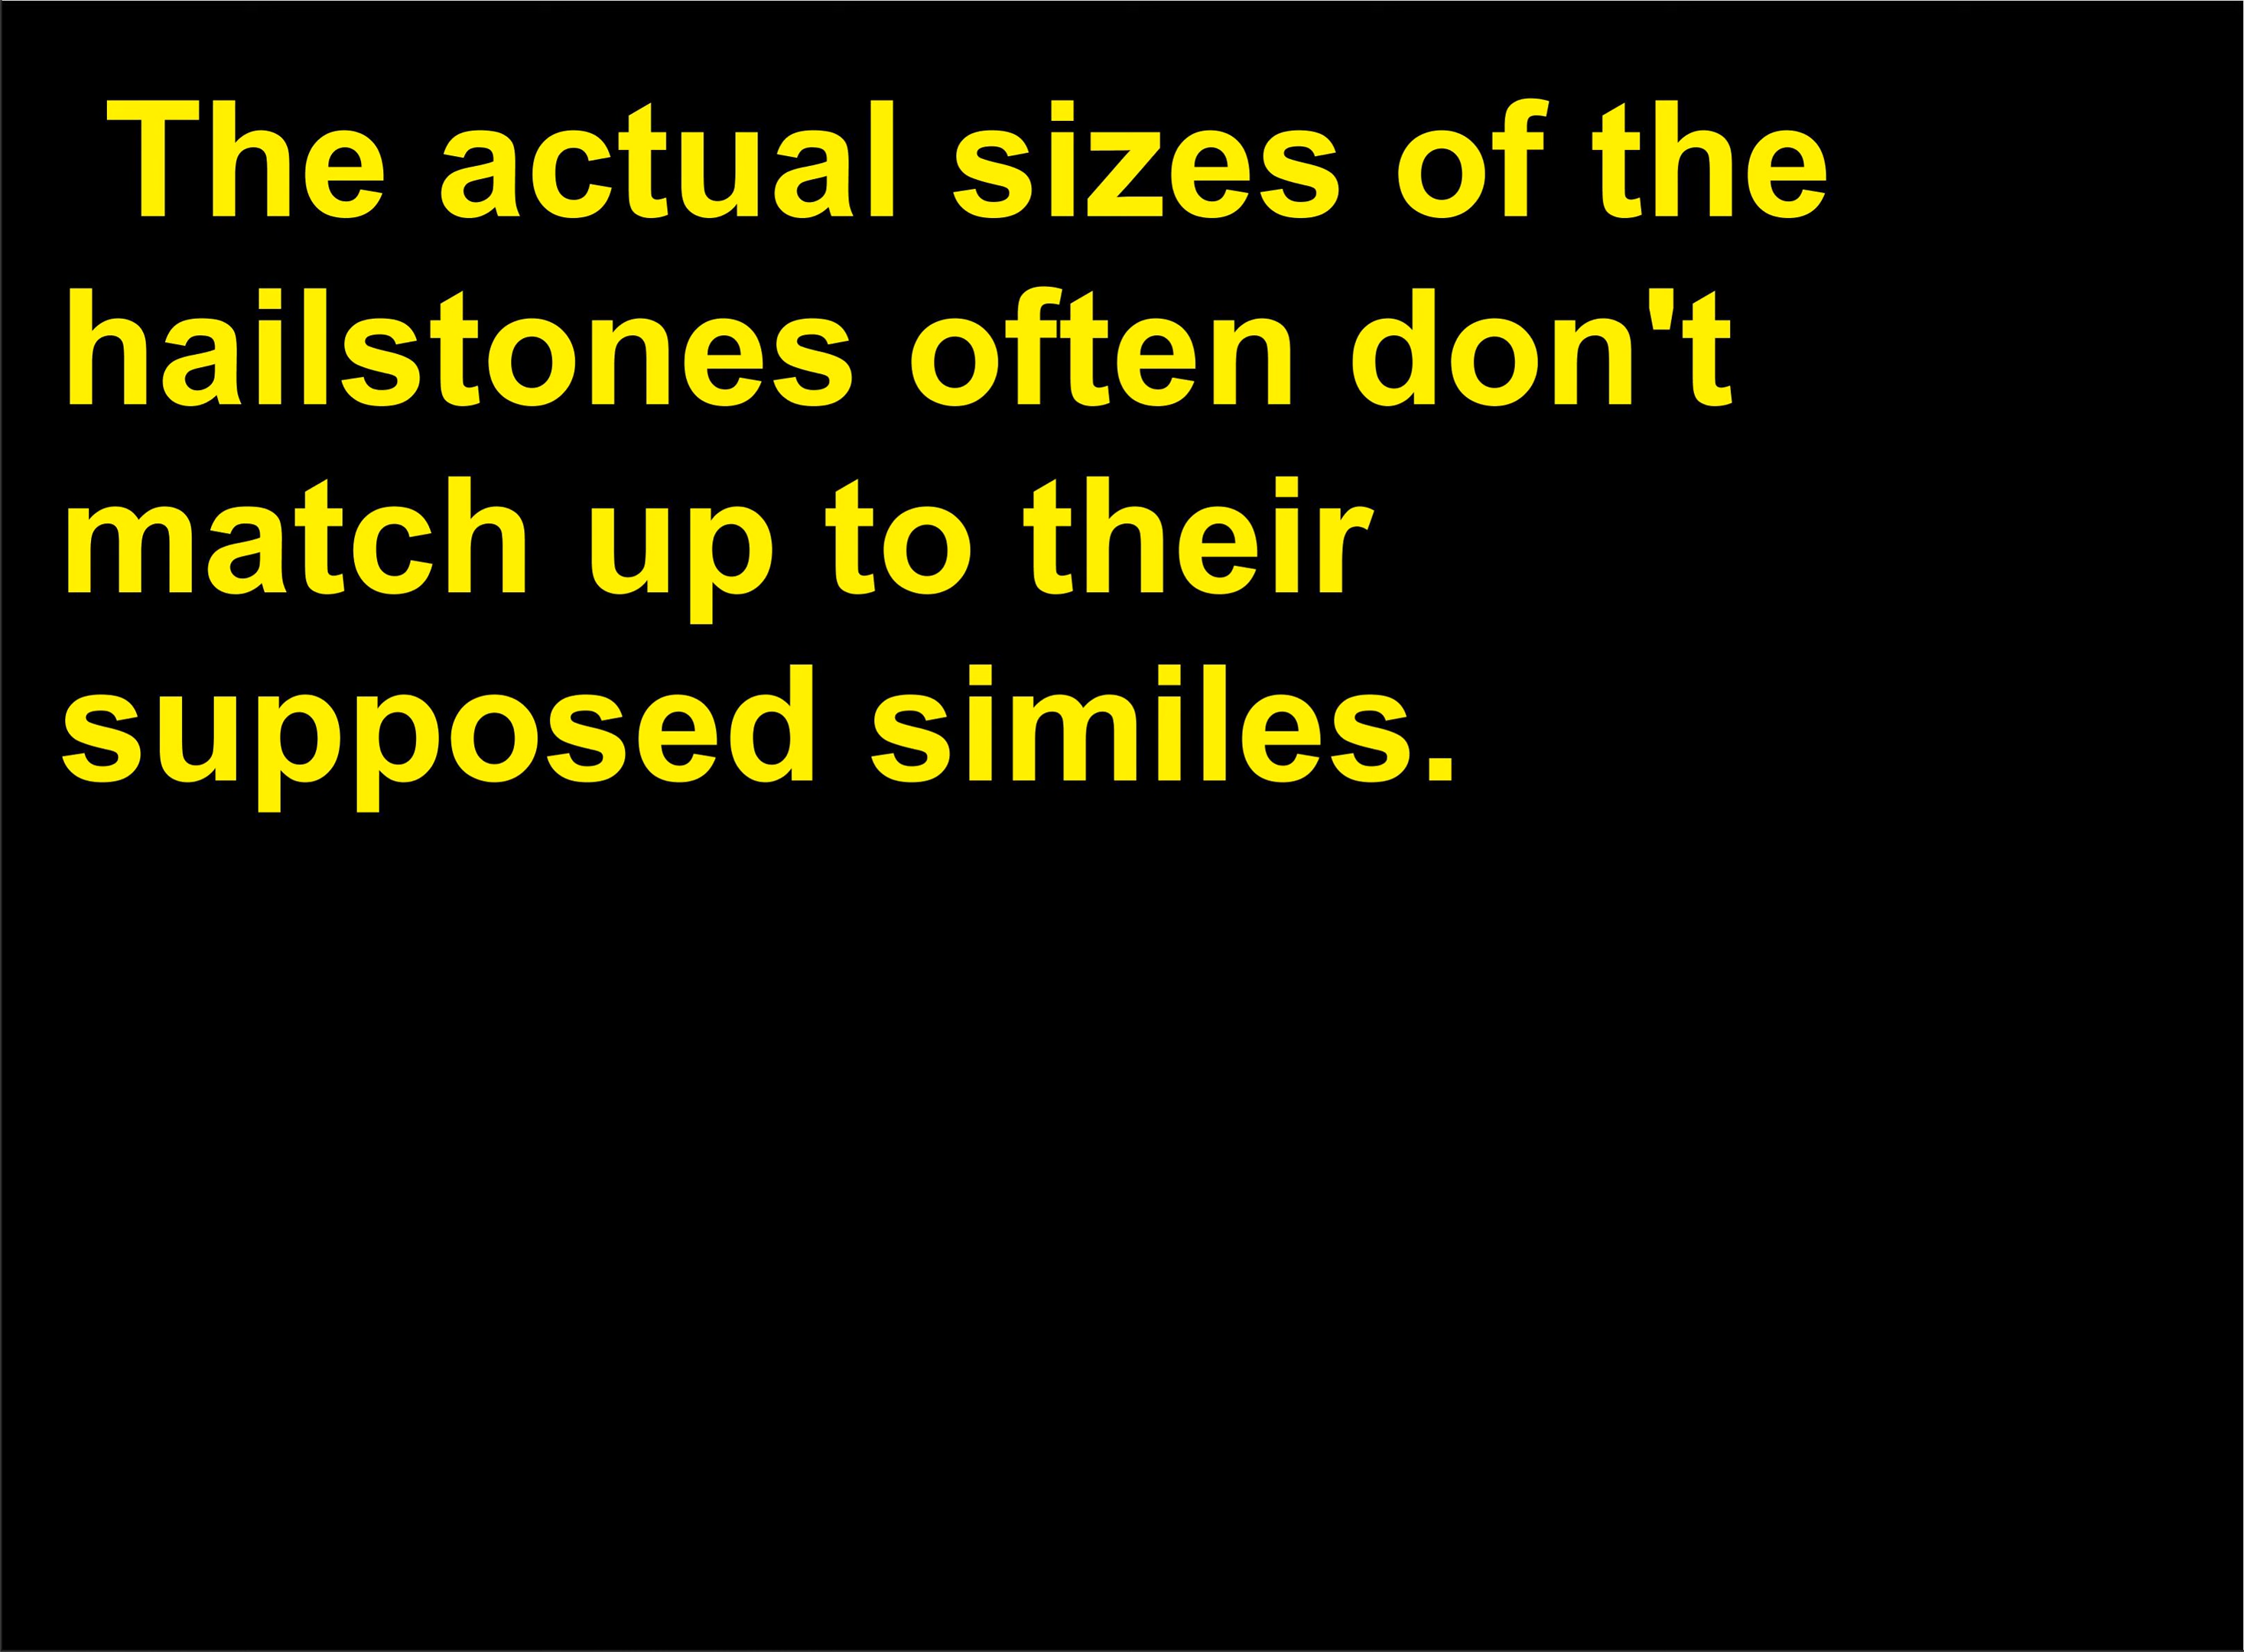 The actual sizes of the
hailstones often don't
match up to their
supposed similes.